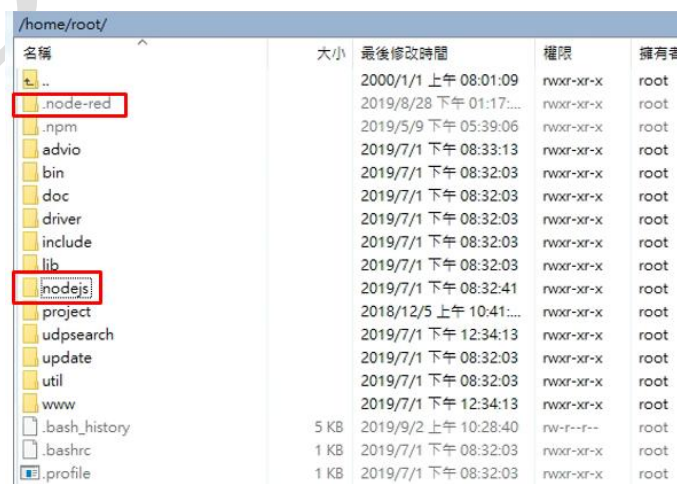 /home/root/
名稱 大小 最後修改時間 權限 擁有者
.. 2000/1/1 上午 08:01:09 rwxr-xr-x root
.node-red 2019/8/28 下午 01:17:... rwxr-xr-x root
.npm 2019/5/9 下午 05:39:06 rwxr-xr-x root
advio 2019/7/1 下午 08:33:13 rwxr-xr-x root
bin 2019/7/1 下午 08:32:03 rwxr-xr-x root
doc 2019/7/1 下午 08:32:03 rwxr-xr-x root
driver 2019/7/1 下午 08:32:03 rwxr-xr-x root
include 2019/7/1 下午 08:32:03 rwxr-xr-x root
lib 2019/7/1 下午 08:32:03 rwxr-xr-x root
nodejs 2019/7/1 下午 08:32:41 rwxr-xr-x root
project 2018/12/5 上午 10:41:... rwxr-xr-x root
udpsearch 2019/7/1 下午 12:34:13 rwxr-xr-x root
update 2019/7/1 下午 08:32:03 rwxr-xr-x root
util 2019/7/1 下午 08:32:03 rwxr-xr-x root
www 2019/7/1 下午 12:34:13 rwxr-xr-x root
.bash_history 5 KB 2019/9/2 上午 10:28:40 rw-r--r-- root
.bashrc 1 KB 2019/7/1 下午 08:32:03 rwxr-xr-x root
.profile 1 KB 2019/7/1 下午 08:32:03 rwxr-xr-x root